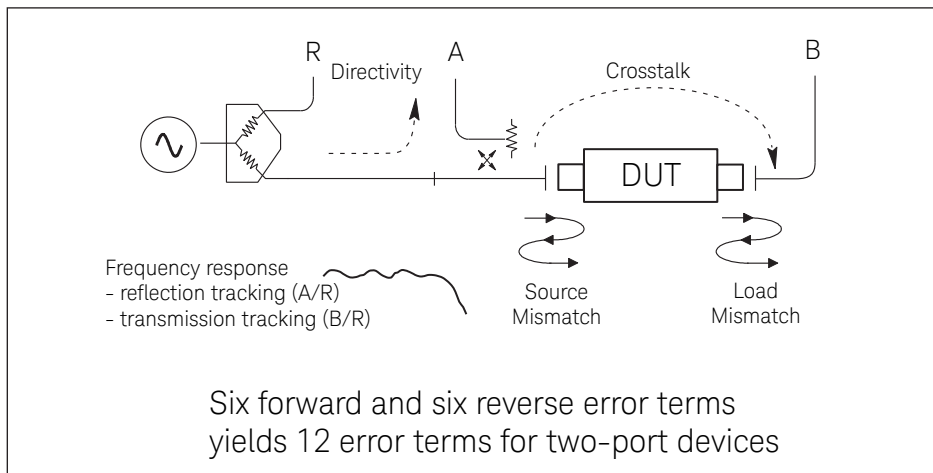 R
A
B
Directivity
Crosstalk
DUT
Frequency response
- reflection tracking (A/R)
- transmission tracking (B/R)
Source
Mismatch
Load
Mismatch
Six forward and six reverse error terms
yields 12 error terms for two-port devices